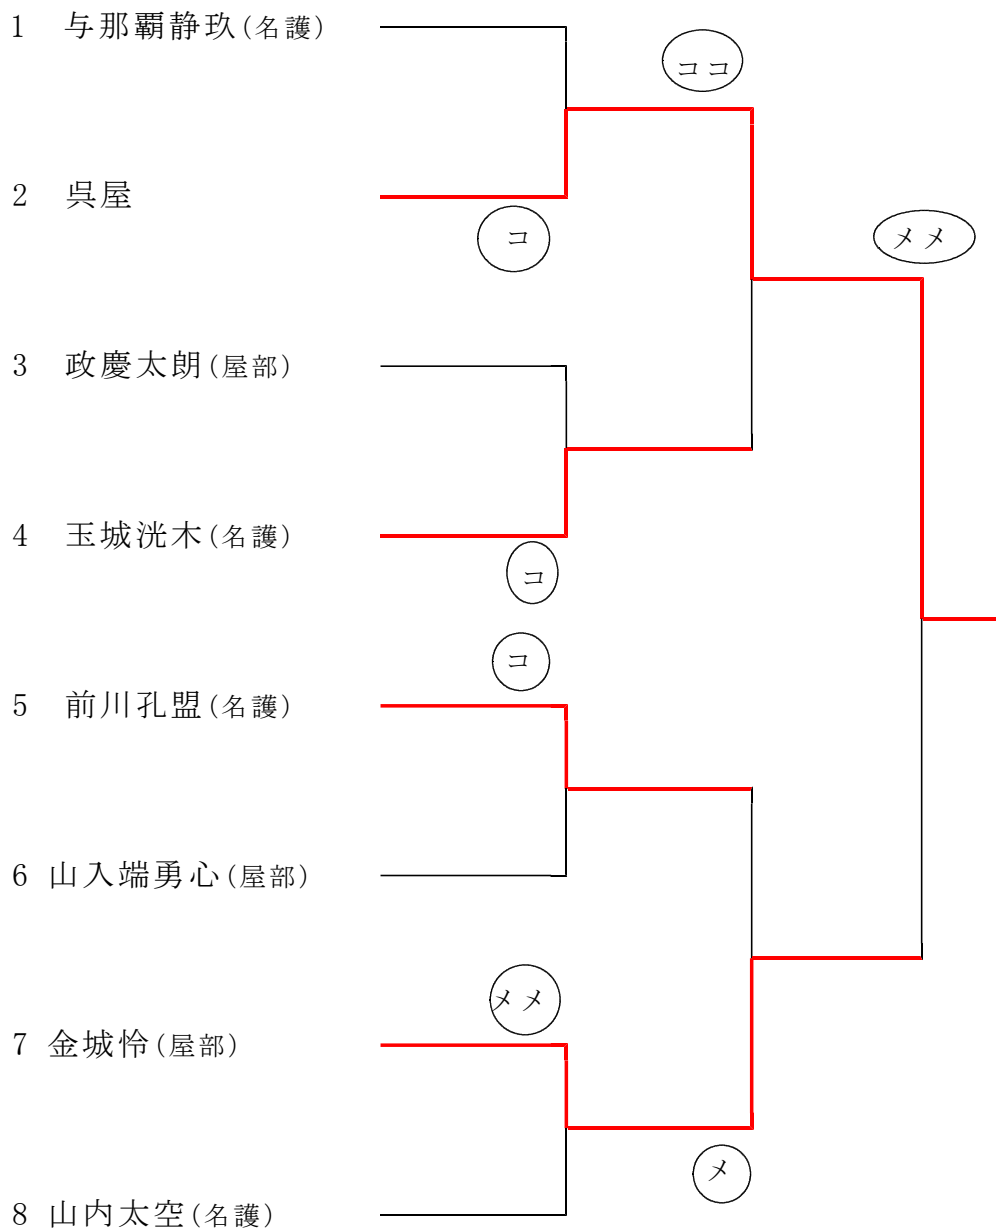 1 与那覇静玖(名護)
ココ
2 呉屋
コ
メメ
3 政慶太朗(屋部)
4 玉城洸木(名護)
コ
コ
5 前川孔盟(名護)
6 山入端勇心(屋部)
メメ
7 金城怜(屋部)
メ
8 山内太空(名護)